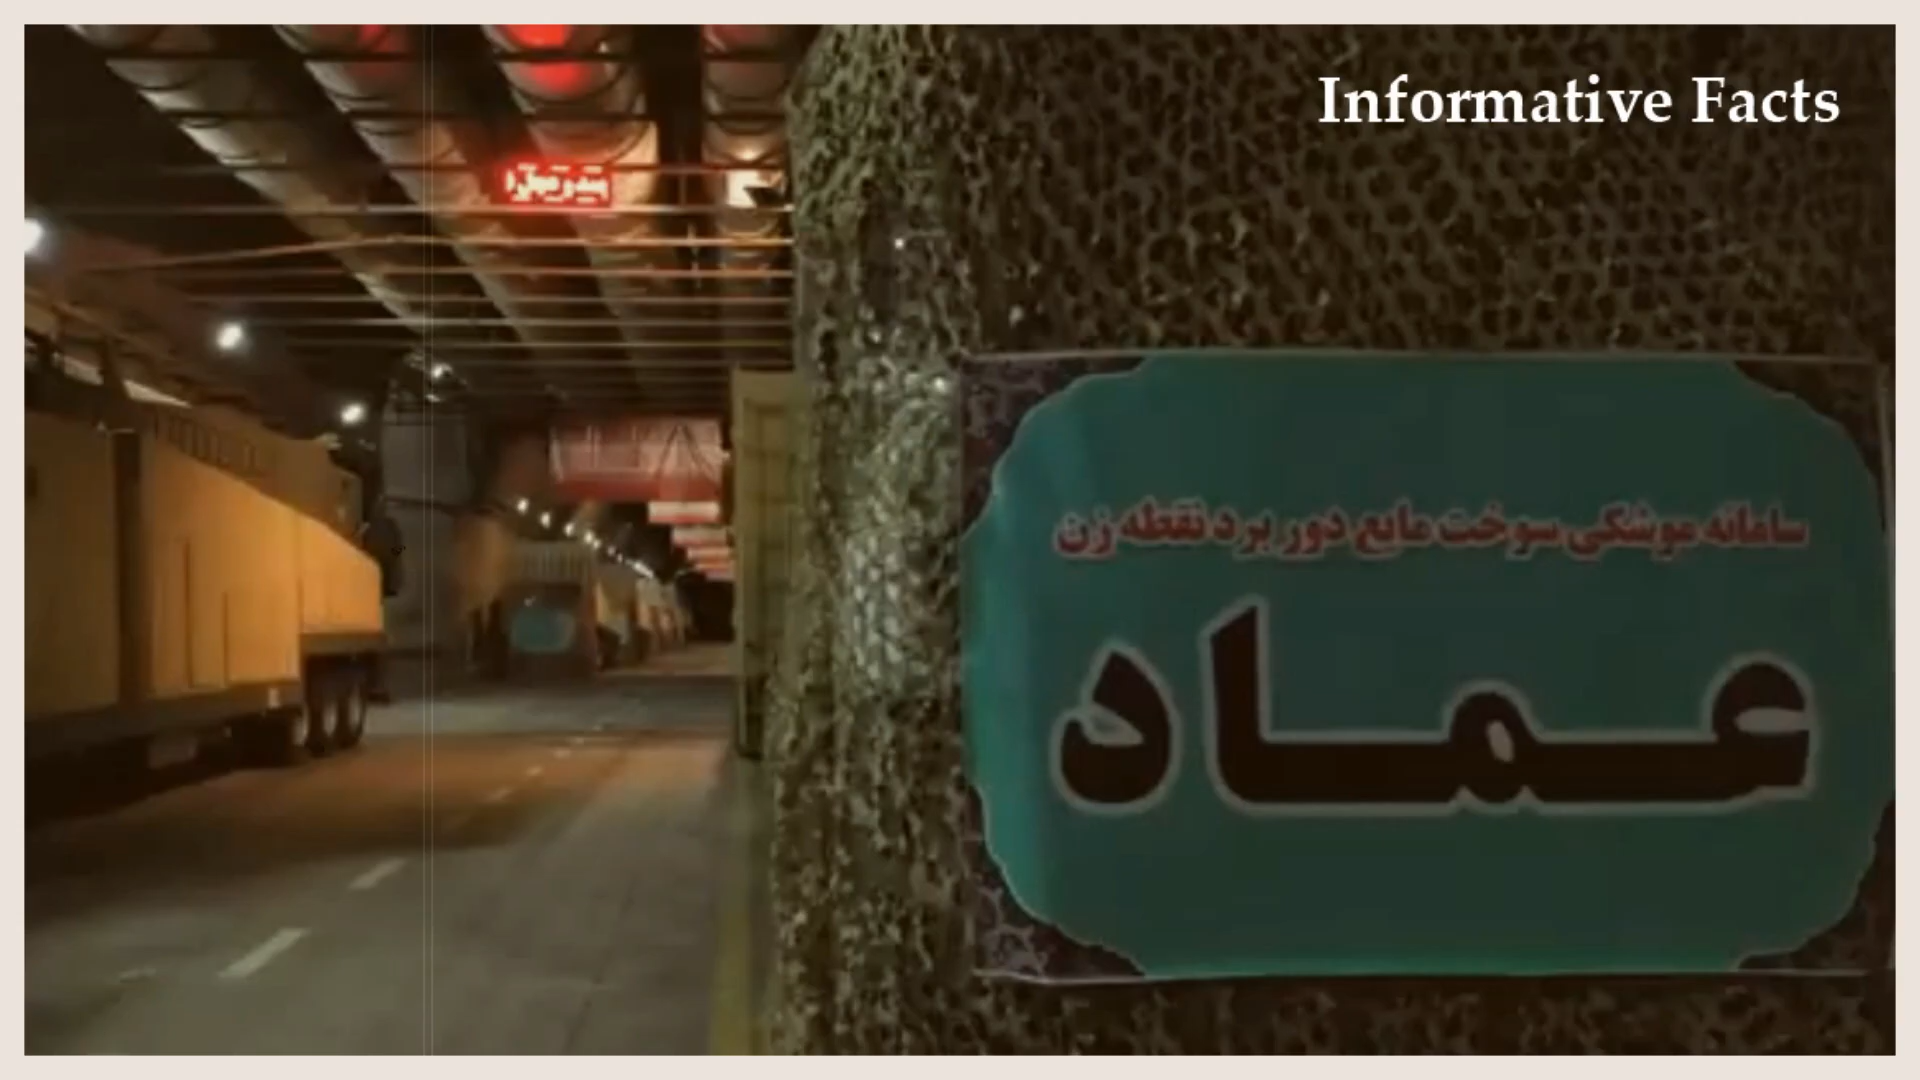 Informative Facts
سامانه موشکی سوخت مایع دور برد نقطه زن
عماد